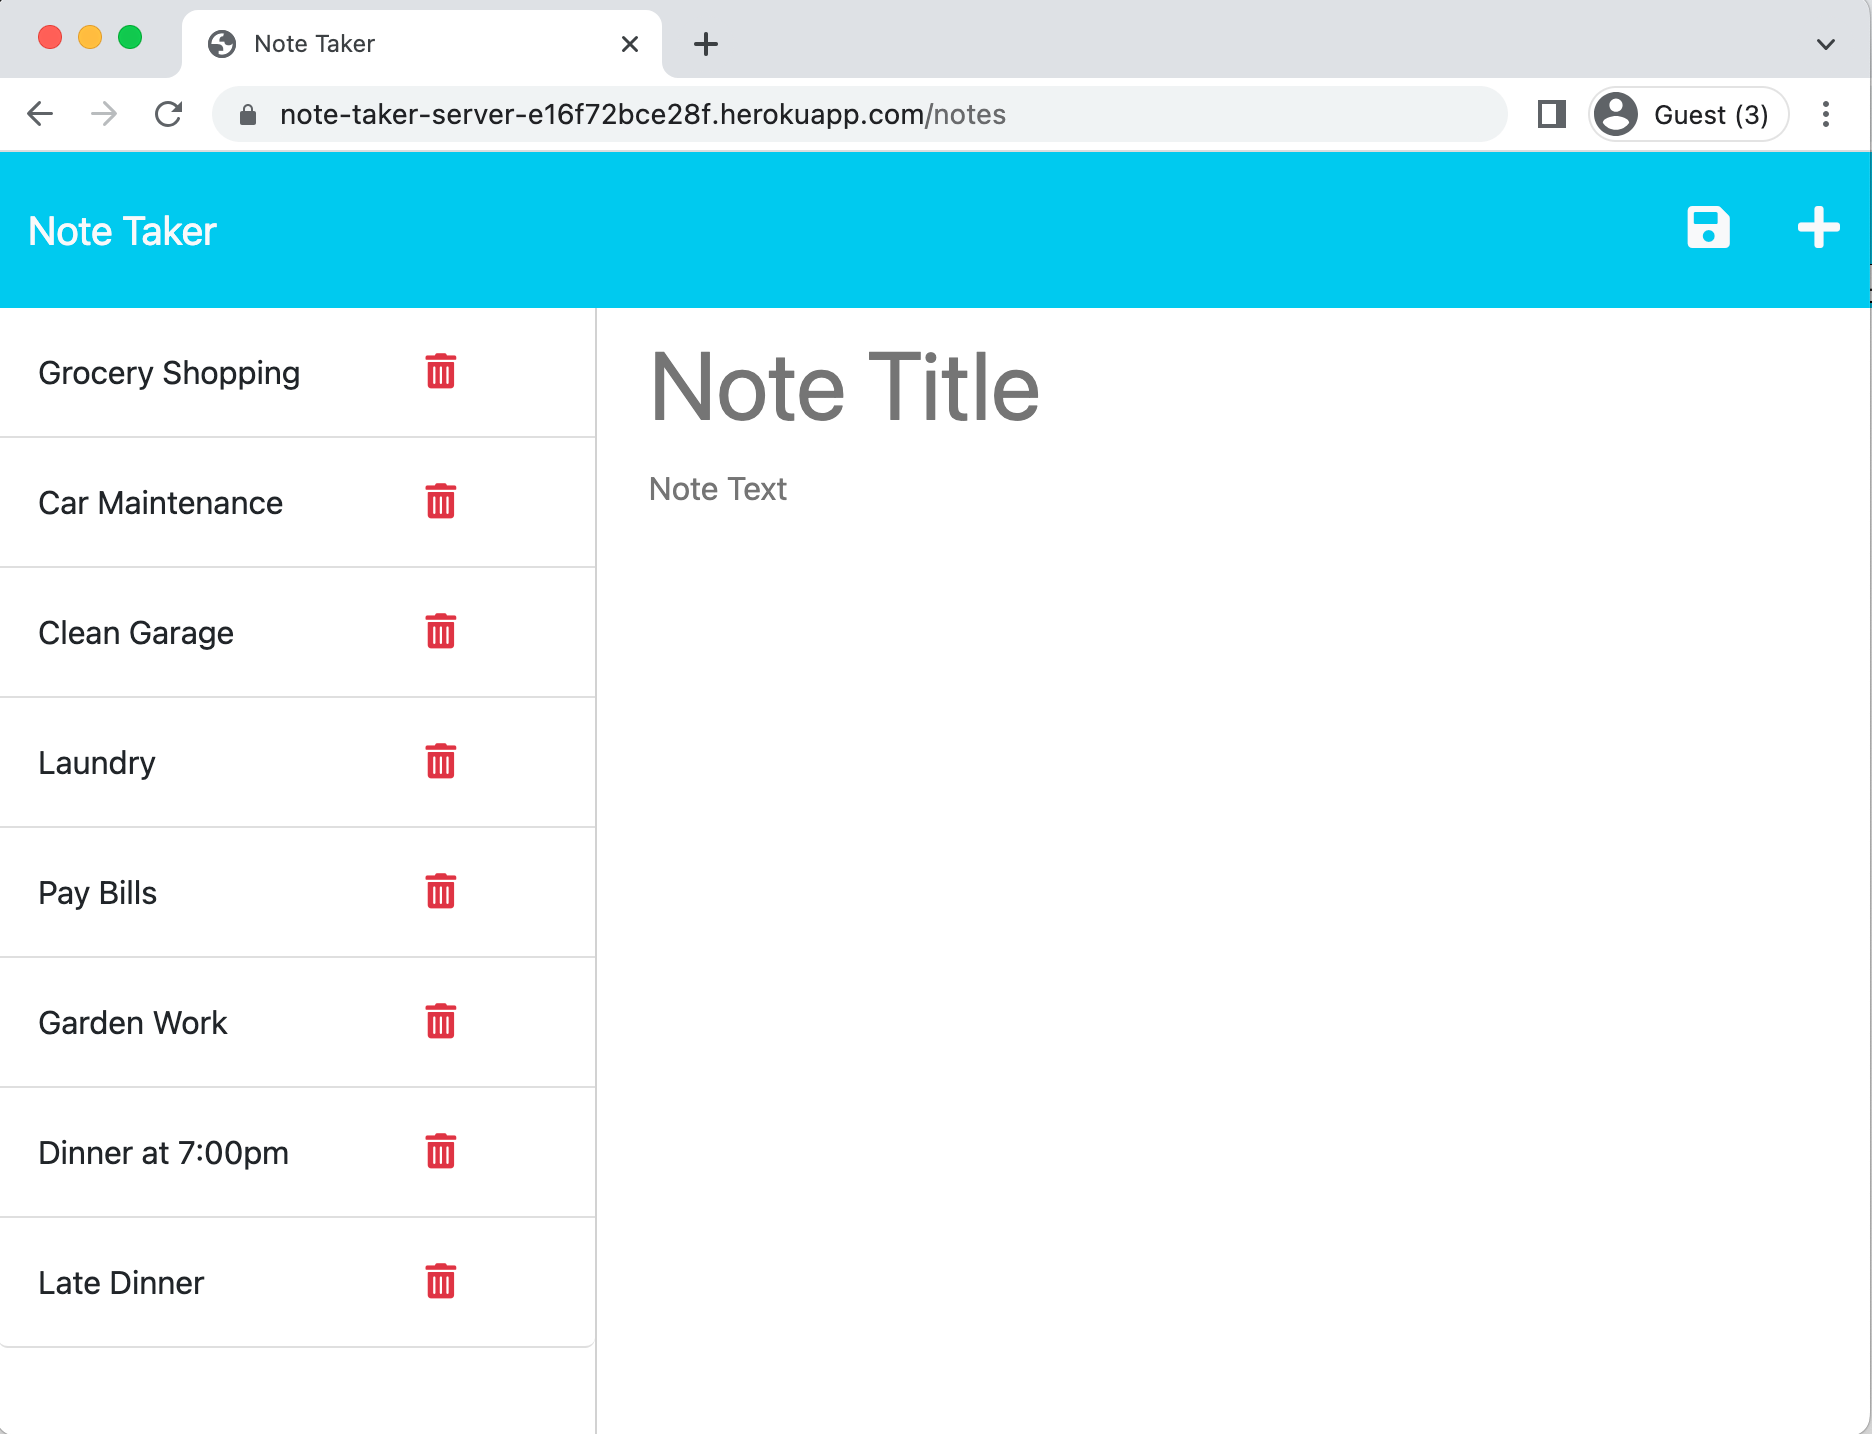 Note Taker
note-taker-server-e16f72bce28f.herokuapp.com/notes
Guest (3)
Note Taker
Grocery Shopping
Car Maintenance
Clean Garage
Laundry
Pay Bills
Garden Work
Dinner at 7:00pm
Late Dinner
Note Title
Note Text